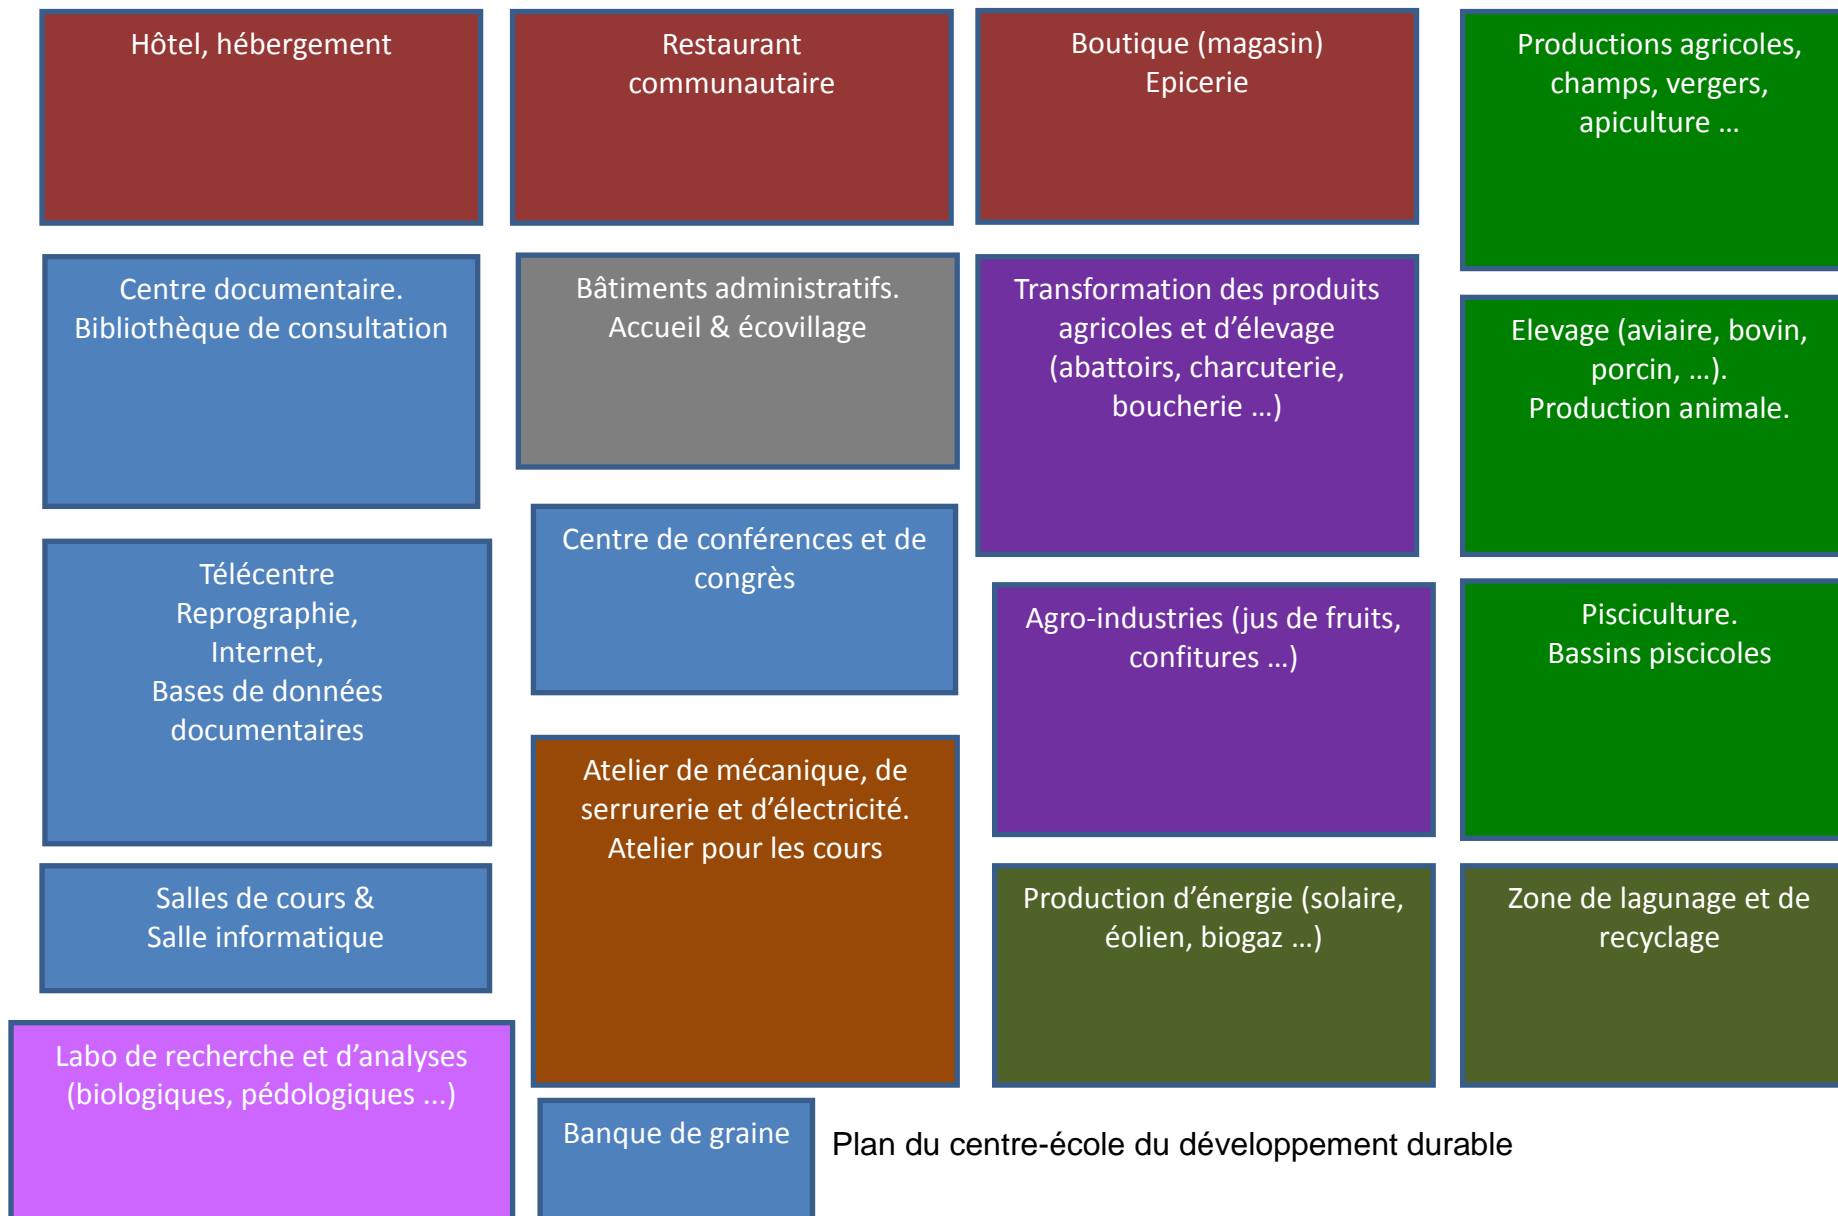 Hôtel, hébergement
Restaurant
communautaire
Boutique (magasin)
Epicerie
Productions agricoles,
champs, vergers,
apiculture ...
Centre documentaire.
Bibliothèque de consultation
Bâtiments administratifs.
Accueil & écovillage
Transformation des produits
agricoles et d’élevage
(abattoirs, charcuterie,
boucherie ...)
Elevage (aviaire, bovin,
porcin, ...).
Production animale.
Télécentre
Reprographie,
Internet,
Bases de données
documentaires
Centre de conférences et de
congrès
Agro-industries (jus de fruits,
confitures ...)
Pisciculture.
Bassins piscicoles
Atelier de mécanique, de
serrurerie et d’électricité.
Atelier pour les cours
Salles de cours &
Salle informatique
Production d’énergie (solaire,
éolien, biogaz ...)
Zone de lagunage et de
recyclage
Labo de recherche et d’analyses
(biologiques, pédologiques ...)
Banque de graine
Plan du centre-école du développement durable